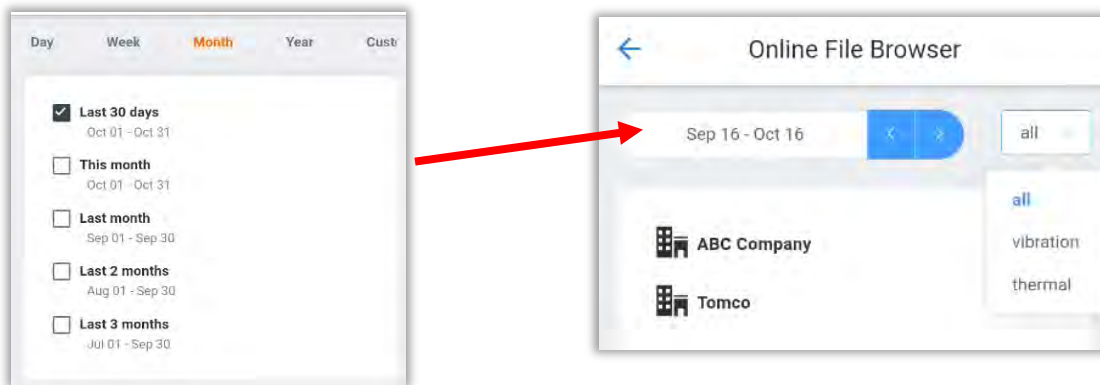 Day Week Month Year Custo
Last 30 days
Oct 01 - Oct 31
This month
Oct 01 - Oct 31
Last month
Sep 01 - Sep 30
Last 2 months
Aug 01 - Sep 30
Last 3 months
Jul 01 - Sep 30
Online File Browser
Sep 16 - Oct 16
all
all
vibration
thermal
ABC Company
Tomco